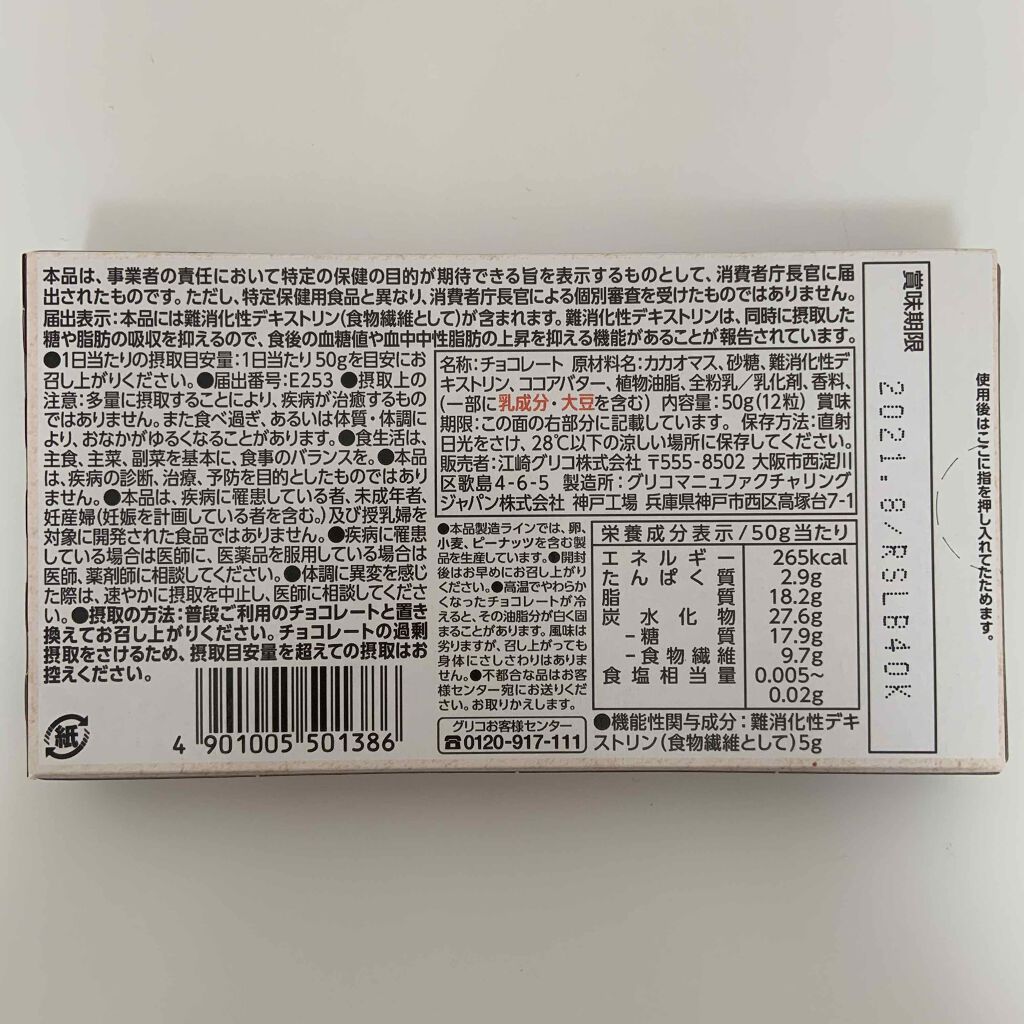 本品は、事業者の責任において特定の保健の目的が期待できる旨を表示するものとして、消費者庁長官に届
出されたものです。ただし、特定保健用食品と異なり、消費者庁長官による個別審査を受けたものではありません。
届出表示:本品には難消化性デキストリン(食物繊維として)が含まれます。難消化性デキストリンは、同時に摂取した
糖や脂肪の吸収を抑えるので、食後の血糖値や血中中性脂肪の上昇を抑える機能があることが報告されています。
●1日当たりの摂取目安量:1日当たり50gを目安にお
召し上がりください。●届出番号:E253 ●摂取上の
注意:多量に摂取することにより、疾病が治癒するもの
ではありません。また食べ過ぎ、あるいは体質・体調に
より、おなかがゆるくなることがあります。●食生活は、
主食、主菜、副菜を基本に、食事のバランスを。●本品
は、疾病の診断、治療、予防を目的としたものではあり
ません。●本品は、疾病に罹患している者、未成年者、
妊産婦(妊娠を計画している者を含む。)及び授乳婦を
対象に開発された食品ではありません。●疾病に罹患
している場合は医師に、医薬品を服用している場合は
医師、薬剤師に相談してください。●体調に異変を感じ
た際は、速やかに摂取を中止し、医師に相談してくださ
い。●摂取の方法:普段ご利用のチョコレートと置き
換えてお召し上がりください。チョコレートの過剰
摂取をさけるため、摂取目安量を超えての摂取はお
控えください。
紙
4 901005 501386
名称:チョコレート 原材料名:カカオマス、砂糖、難消化性デ
キストリン、ココアバター、植物油脂、全粉乳/乳化剤、香料、
(一部に乳成分・大豆を含む) 内容量:50g(12粒) 賞味
期限:この面の右部分に記載しています。 保存方法:直射
日光をさけ、28℃以下の涼しい場所に保存してください。
販売者:江崎グリコ株式会社 〒555-8502 大阪市西淀川
区歌島4-6-5 製造所:グリコマニュファクチャリング
ジャパン株式会社 神戸工場 兵庫県神戸市西区高塚台7-1
●本品製造ラインでは、卵、
小麦、ピーナッツを含む製
品を生産しています。●開封
後はお早めにお召し上がり
ください。●高温でやわらか
くなったチョコレートが冷
えると、その油脂分が白く固
まることがあります。風味は
劣りますが、召し上がっても
身体にさしさわりはありませ
ん。●不都合な品はお客
様センター宛にお送りくだ
さい。お取りかえします。
グリコお客様センター
☎0120-917-111
栄養成分表示/50g当たり
エネルギー 265kcal
たんぱく質 2.9g
脂質 18.2g
炭水化物 27.6g
-糖質 17.9g
-食物繊維 9.7g
食塩相当量 0.005~
0.02g
●機能性関与成分:難消化性デキ
ストリン(食物繊維として)5g
賞味期限
2021.8/RSLB4OK
使用後はここに指を押し入れてたためます。